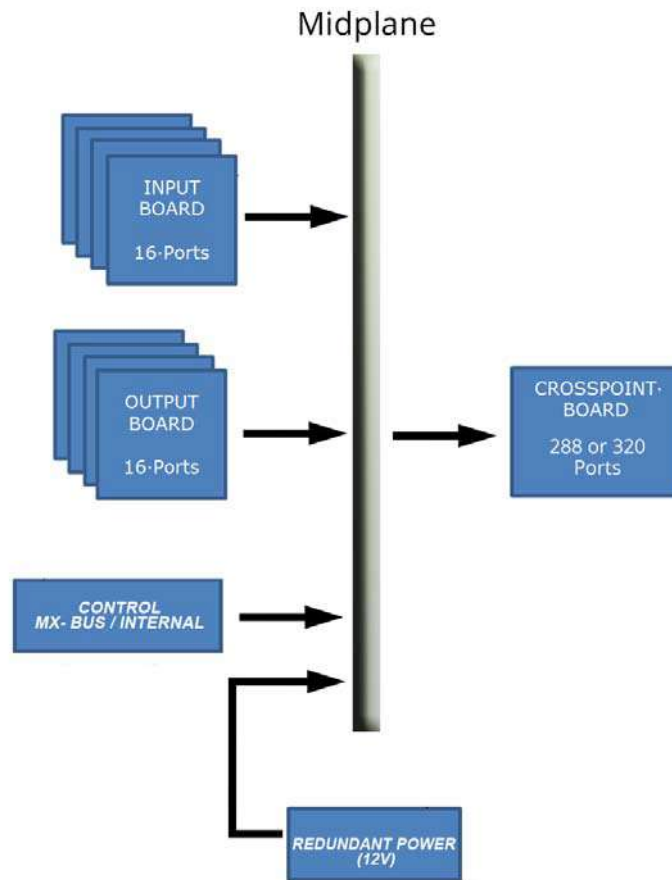 Midplane
INPUT
BOARD
16·Ports
OUTPUT
BOARD
16·Ports
CROSSPOINT·
BOARD
288 or 320
Ports
CONTROL
MX- BUS / INTERNAL
REDUNDANT POWER
(12V)